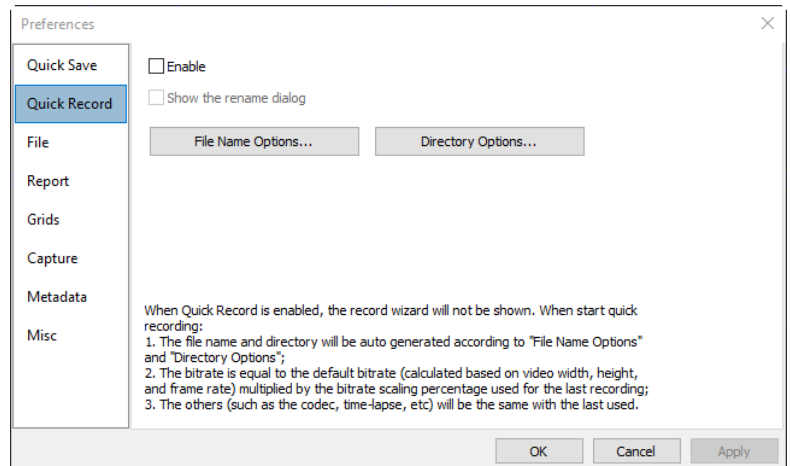 Preferences
Quick Save
Quick Record
File
Report
Grids
Capture
Metadata
Misc
Enable
Show the rename dialog
File Name Options...
Directory Options...
When Quick Record is enabled, the record wizard will not be shown. When start quick
recording:
1. The file name and directory will be auto generated according to "File Name Options"
and "Directory Options";
2. The bitrate is equal to the default bitrate (calculated based on video width, height,
and frame rate) multiplied by the bitrate scaling percentage used for the last recording;
3. The others (such as the codec, time-lapse, etc) will be the same with the last used.
OK
Cancel
Apply